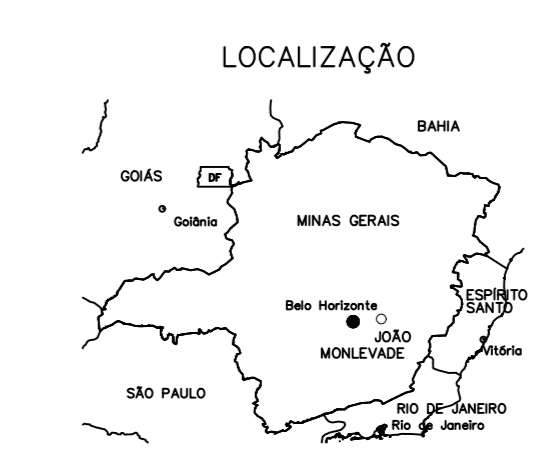 LOCALIZAÇÃO
BAHIA
GOIÁS
DF
Goiânia
MINAS GERAIS
Belo Horizonte
ESPÍRITO
SANTO
JOÃO
MONLEVADE
Vitória
SÃO PAULO
RIO DE JANEIRO
Rio de Janeiro